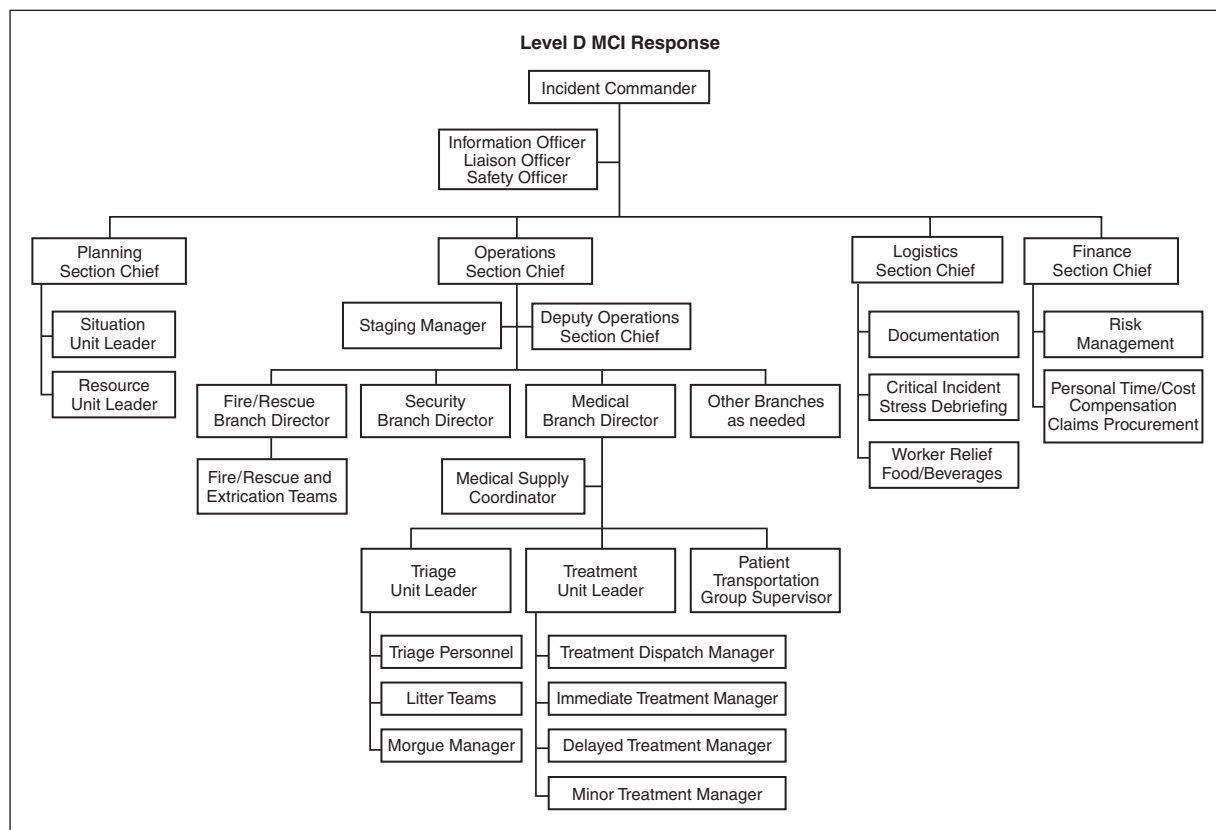 Level D MCI Response
Incident Commander
Information Officer
Liaison Officer
Safety Officer
Planning
Section Chief
Operations
Section Chief
Logistics
Section Chief
Finance
Section Chief
Situation
Unit Leader
Resource
Unit Leader
Staging Manager
Deputy Operations
Section Chief
Documentation
Critical Incident
Stress Debriefing
Worker Relief
Food/Beverages
Risk
Management
Personal Time/Cost
Compensation
Claims Procurement
Fire/Rescue
Branch Director
Security
Branch Director
Medical
Branch Director
Other Branches
as needed
Fire/Rescue and
Extrication Teams
Medical Supply
Coordinator
Triage
Unit Leader
Treatment
Unit Leader
Patient
Transportation
Group Supervisor
Triage Personnel
Litter Teams
Morgue Manager
Treatment Dispatch Manager
Immediate Treatment Manager
Delayed Treatment Manager
Minor Treatment Manager